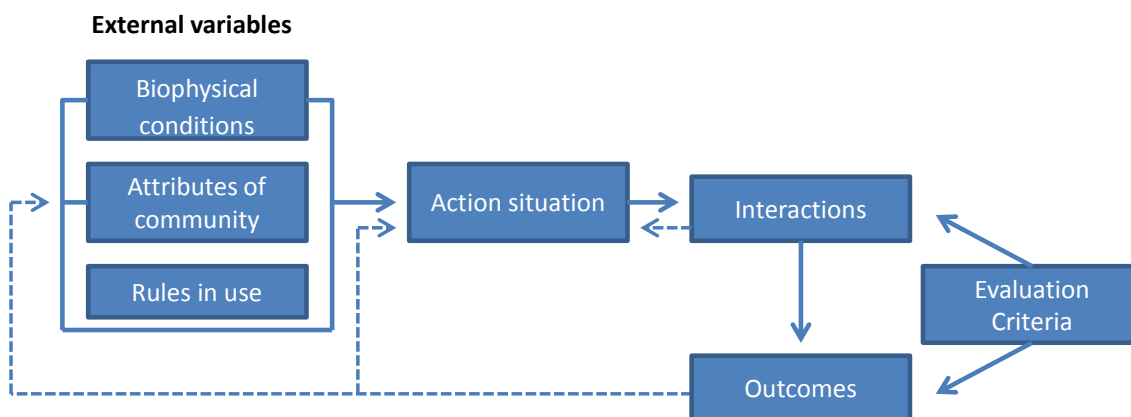 External variables
Biophysical
conditions
Attributes of
community
Rules in use
Action situation
Interactions
Evaluation
Criteria
Outcomes